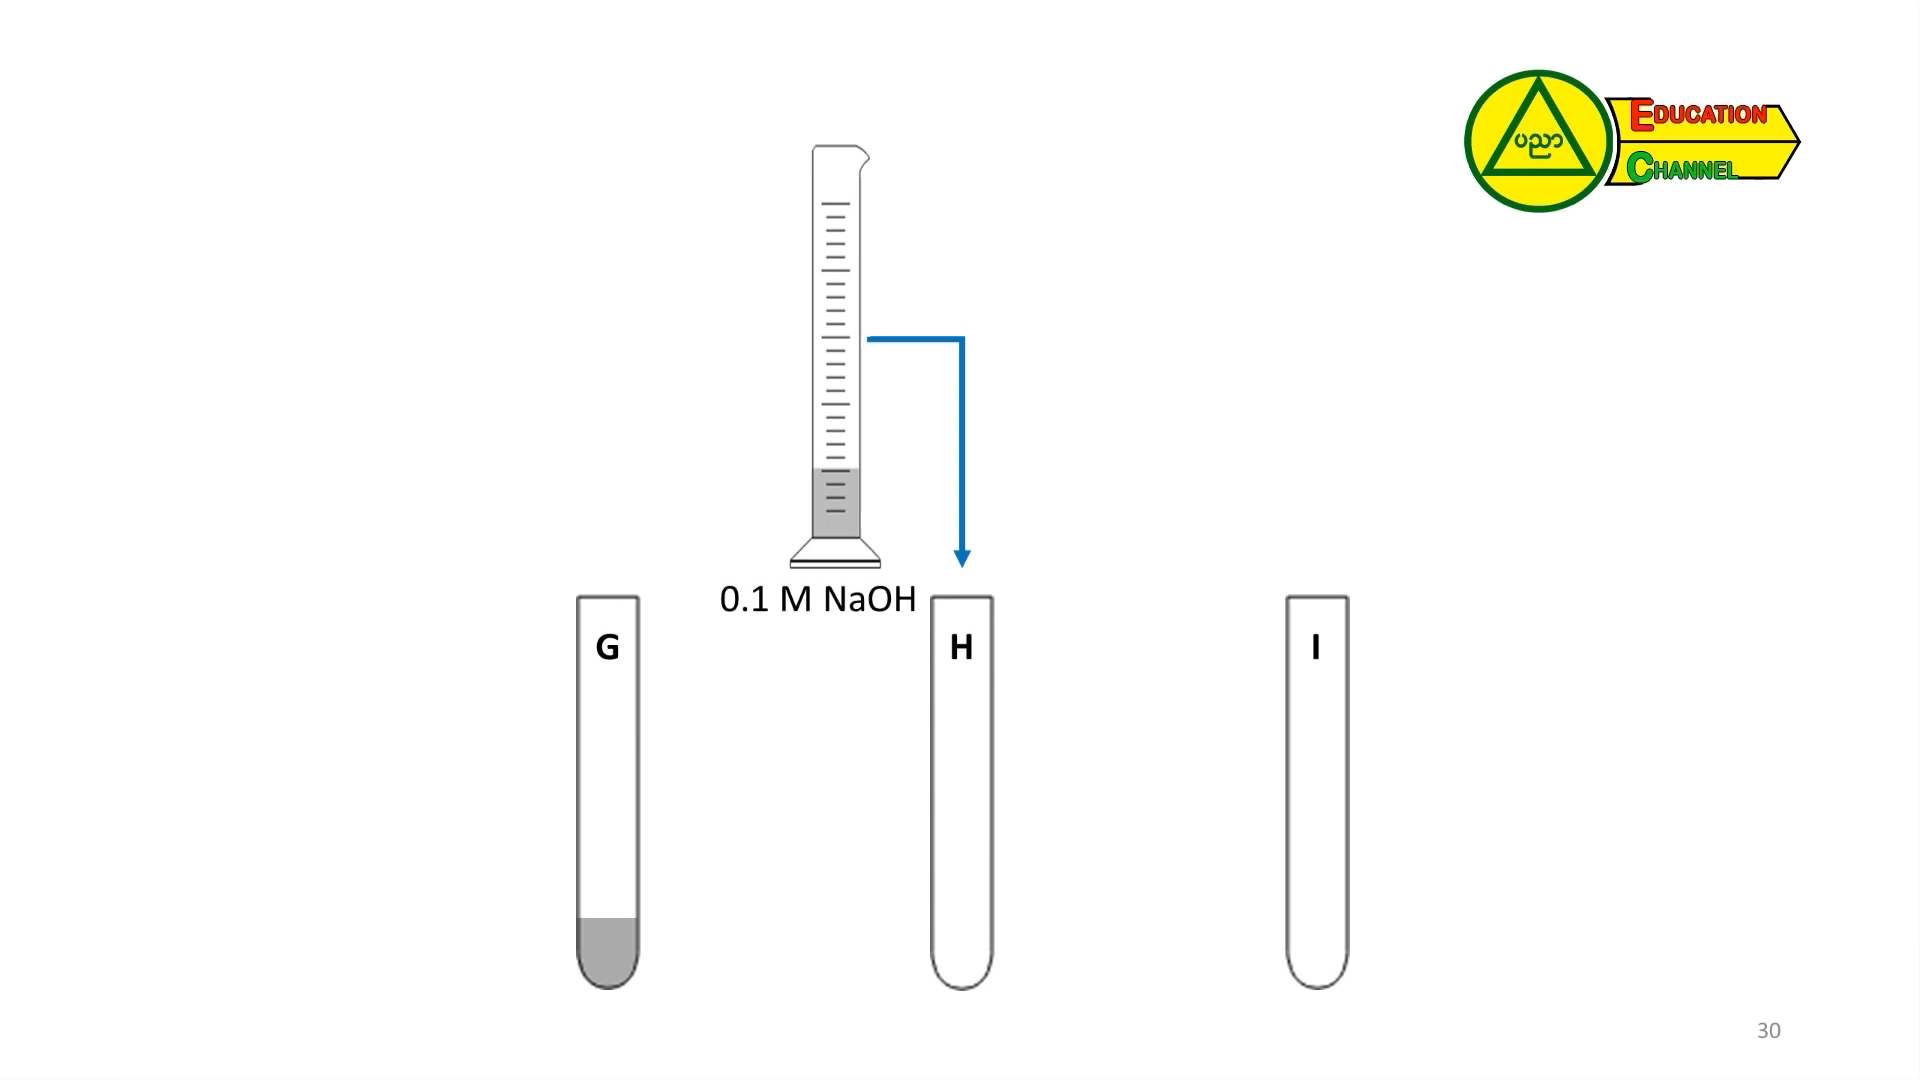 ပညာ
EDUCATION
CHANNEL
0.1 M NaOH
G
H
I
30